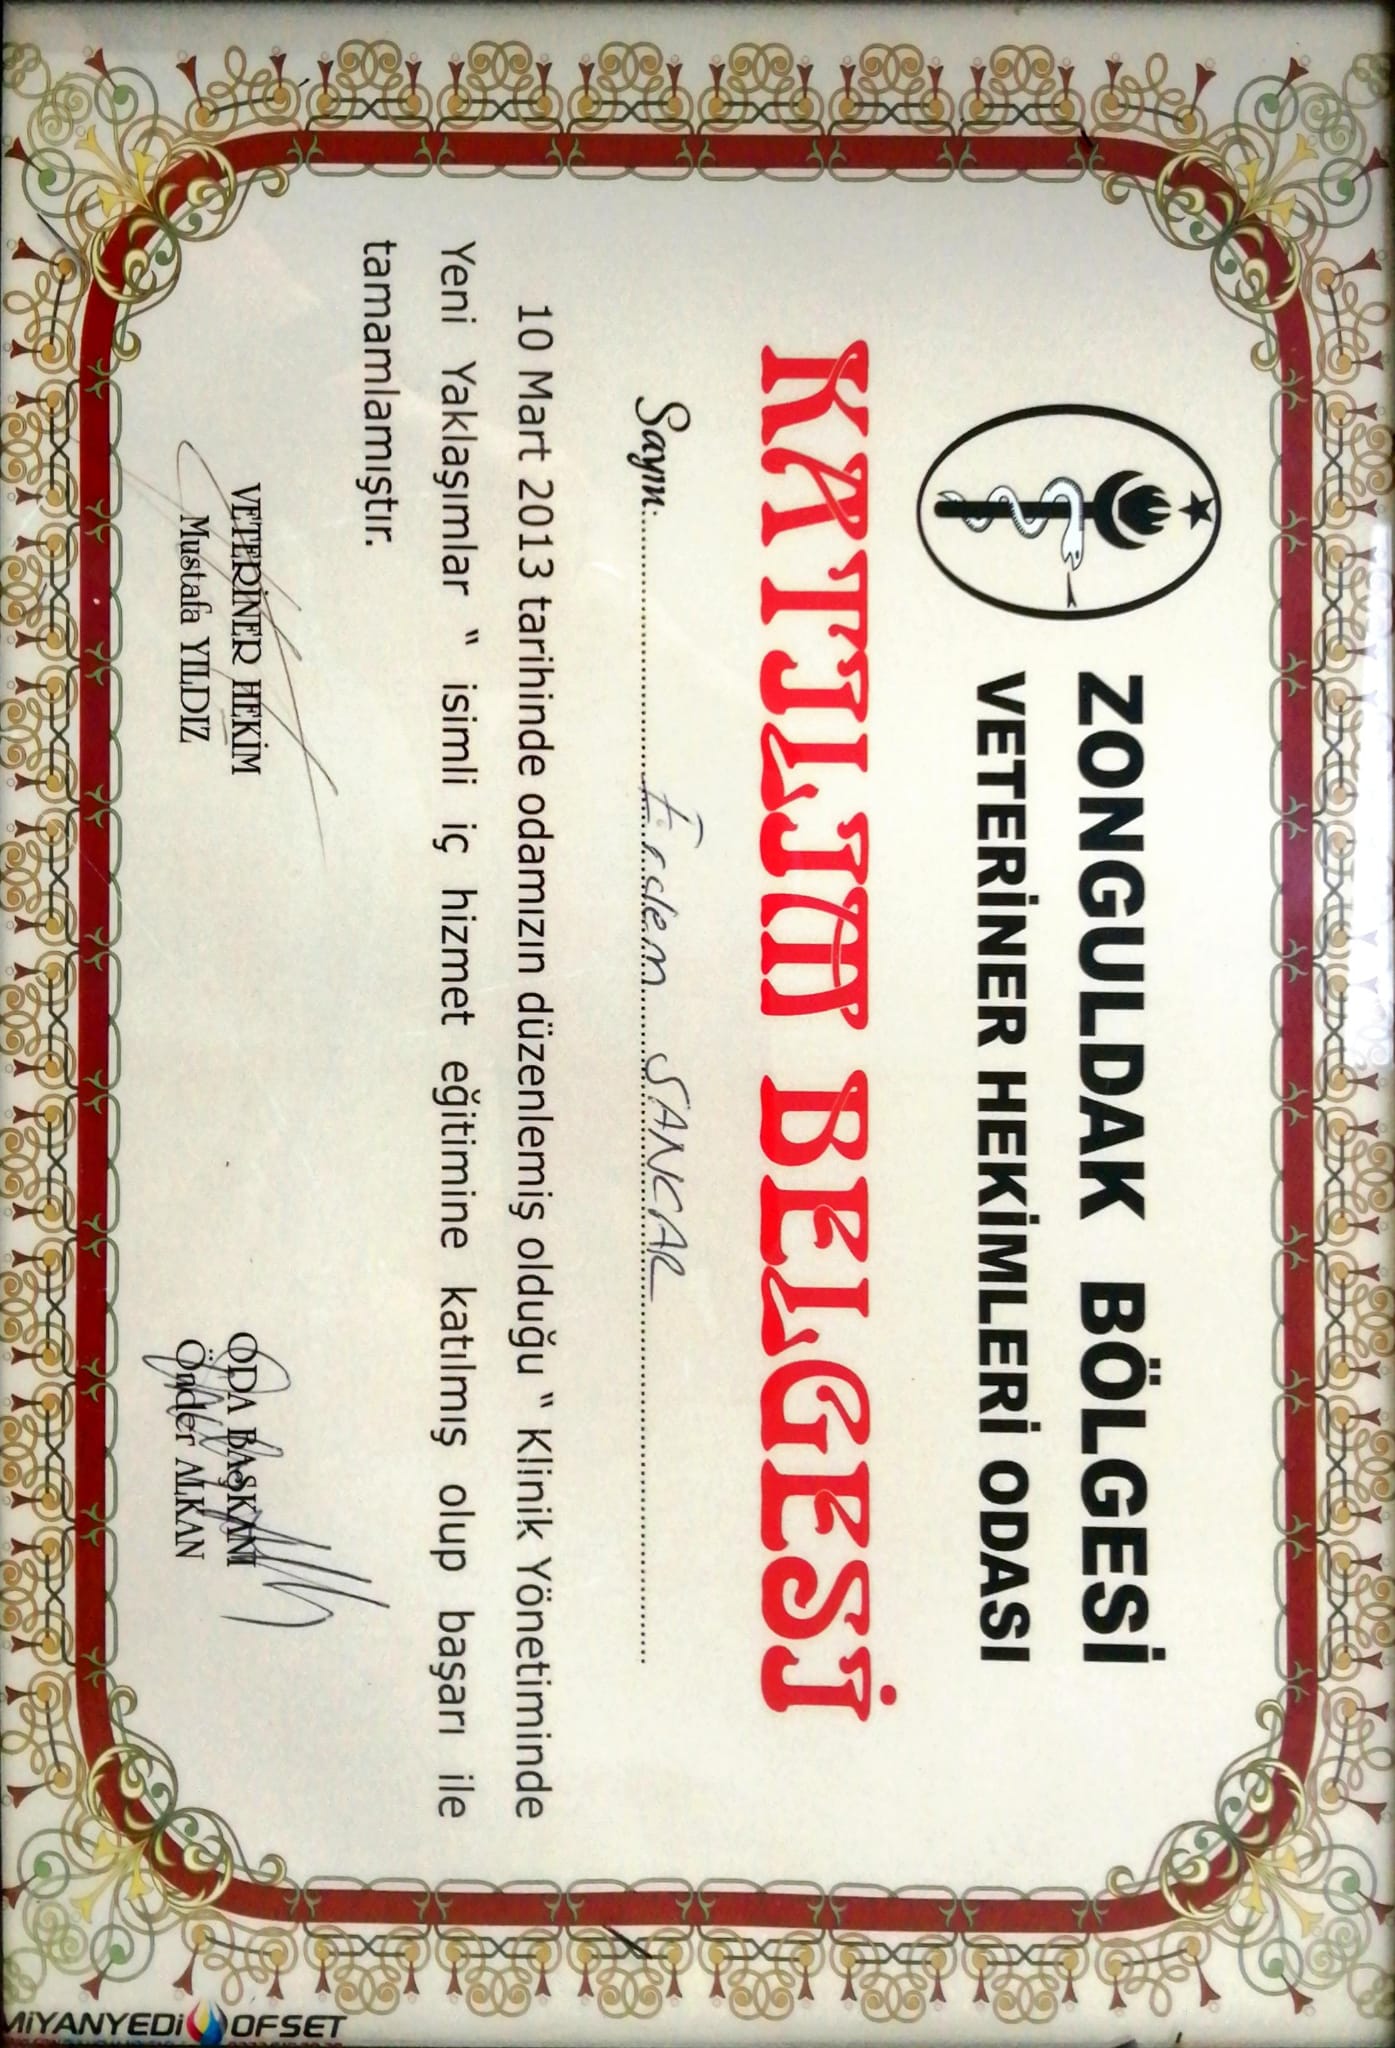 ZONGULDAK BÖLGESİ
VETERİNER HEKİMLERİ ODASI
KATILIM BELGESİ
Sayın............Erdem SANCAR............
10 Mart 2013 tarihinde odamızın düzenlemiş olduğu “ Klinik Yönetiminde
Yeni Yaklaşımlar “ isimli iç hizmet eğitimine katılmış olup başarı ile
tamamlamıştır.
VETERİNER HEKİM
Mustafa YILDIZ
ODA BAŞKANI
Önder ALKAN
MİYANYEDİ OFSET